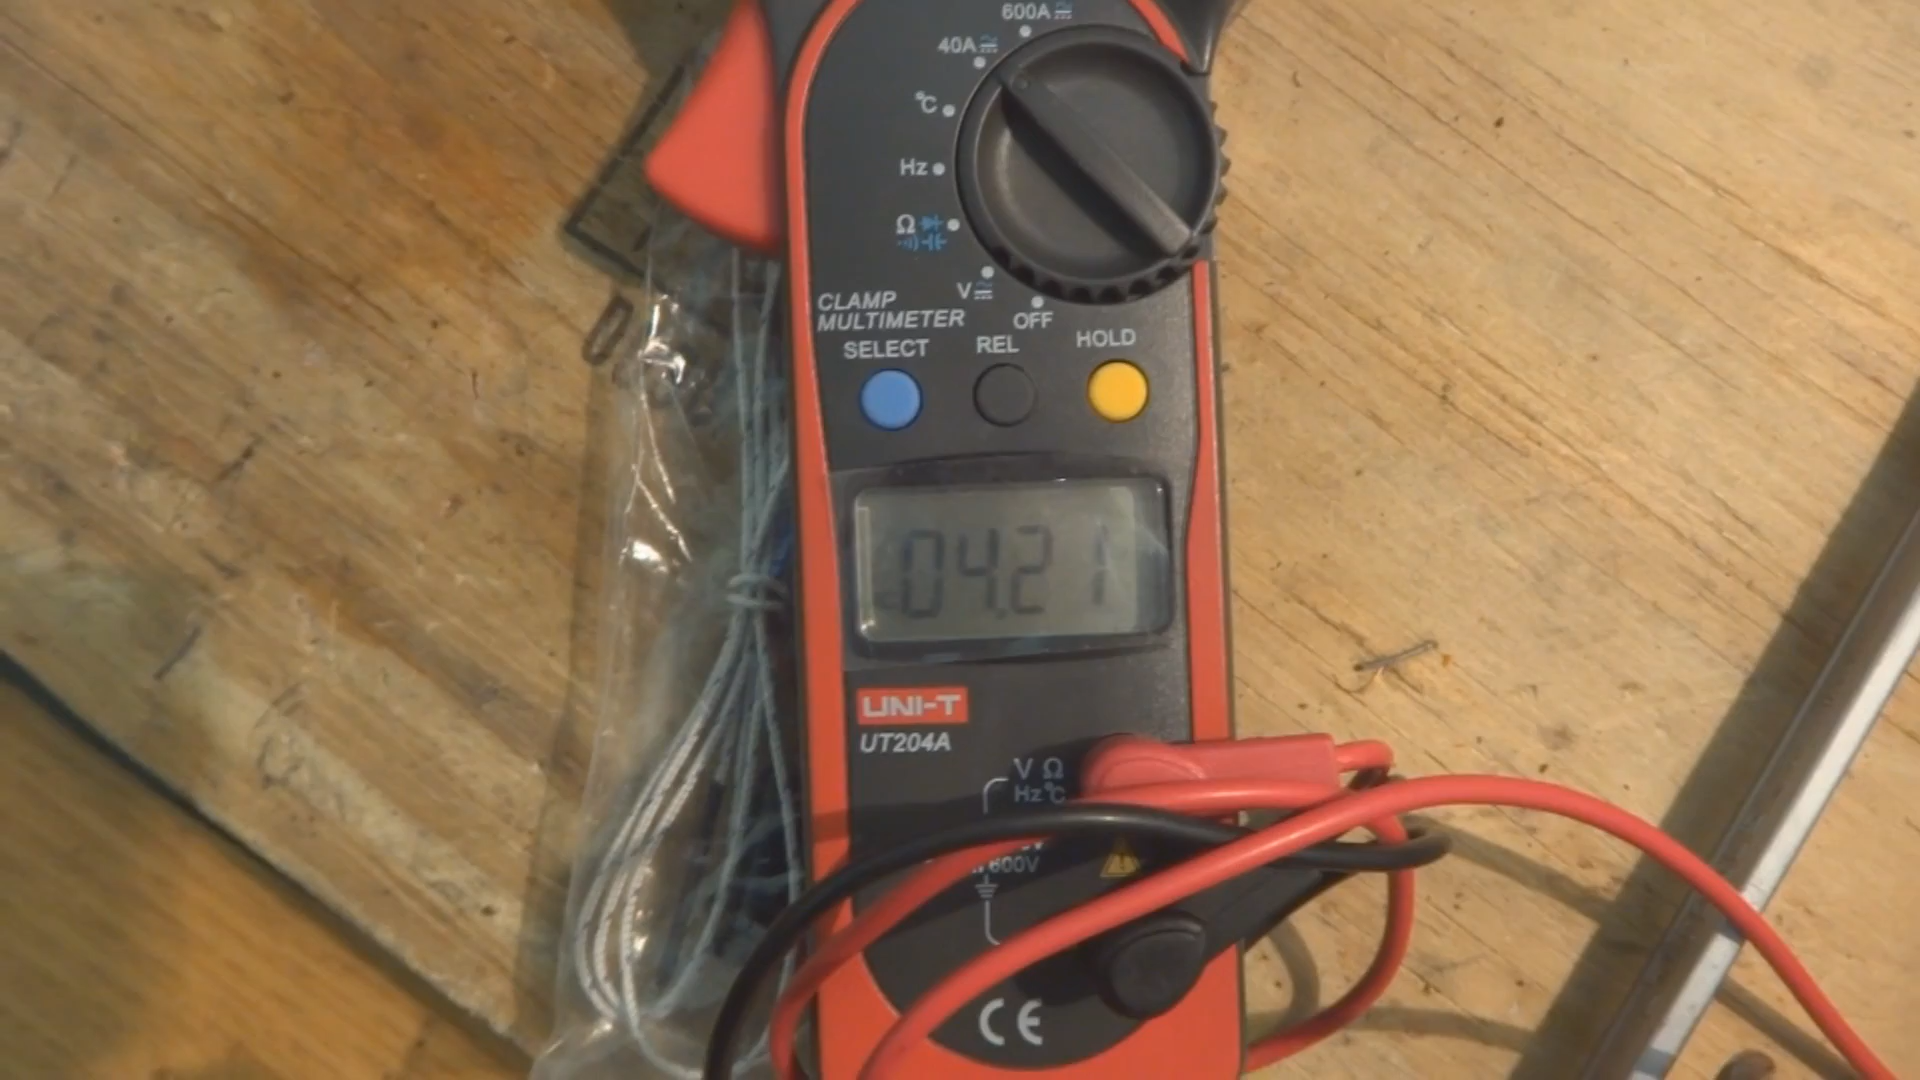 600A
40A
°C
Hz
Ω
V
OFF
CLAMP
MULTIMETER
SELECT REL HOLD
04.21
UNI-T
UT204A
V Ω
Hz °C
600V
CE